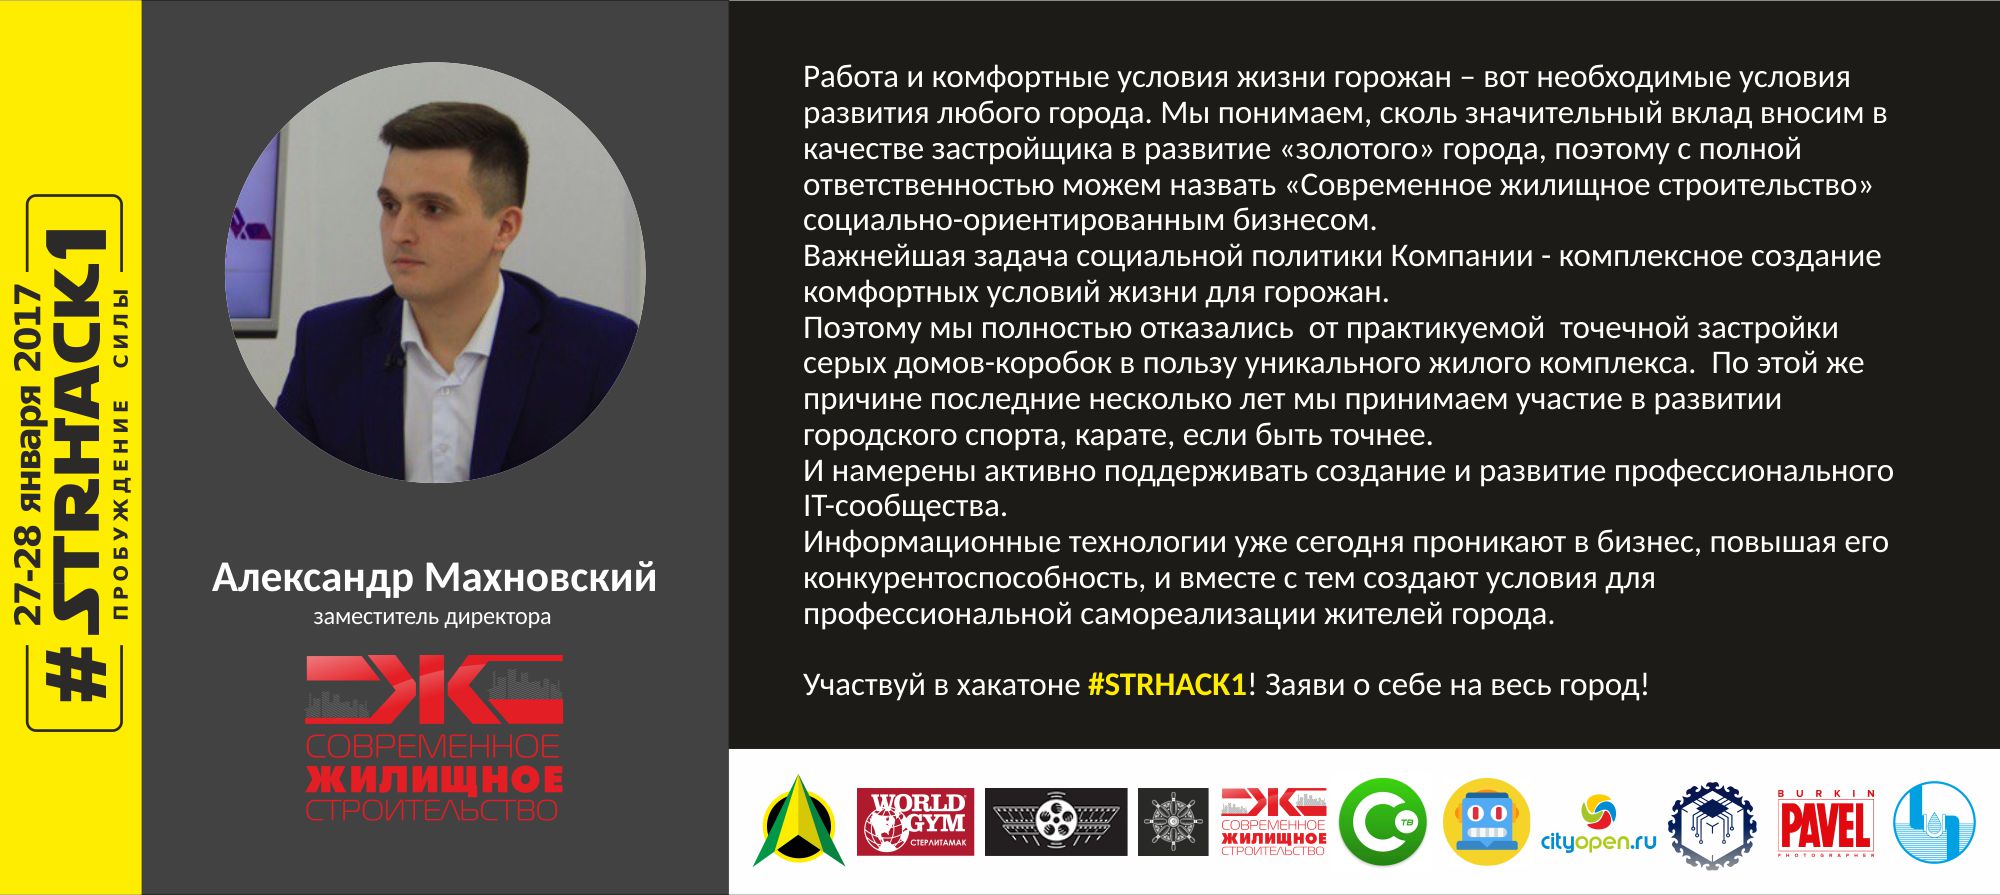 27-28 января 2017
#STRHACK1
ПРОБУЖДЕНИЕ СИЛЫ
Александр Махновский
заместитель директора
СОВРЕМЕННОЕ
ЖИЛИЩНОЕ
СТРОИТЕЛЬСТВО
Работа и комфортные условия жизни горожан – вот необходимые условия
развития любого города. Мы понимаем, сколь значительный вклад вносим в
качестве застройщика в развитие «золотого» города, поэтому с полной
ответственностью можем назвать «Современное жилищное строительство»
социально-ориентированным бизнесом.
Важнейшая задача социальной политики Компании - комплексное создание
комфортных условий жизни для горожан.
Поэтому мы полностью отказались  от практикуемой  точечной застройки
серых домов-коробок в пользу уникального жилого комплекса.  По этой же
причине последние несколько лет мы принимаем участие в развитии
городского спорта, карате, если быть точнее.
И намерены активно поддерживать создание и развитие профессионального
IT-сообщества.
Информационные технологии уже сегодня проникают в бизнес, повышая его
конкурентоспособность, и вместе с тем создают условия для
профессиональной самореализации жителей города.
Участвуй в хакатоне #STRHACK1! Заяви о себе на весь город!
WORLD
GYM
СТЕРЛИТАМАК
СОВРЕМЕННОЕ
ЖИЛИЩНОЕ
СТРОИТЕЛЬСТВО
С ТВ
cityopen.ru
BURKIN
PAVEL
PHOTOGRAPHER